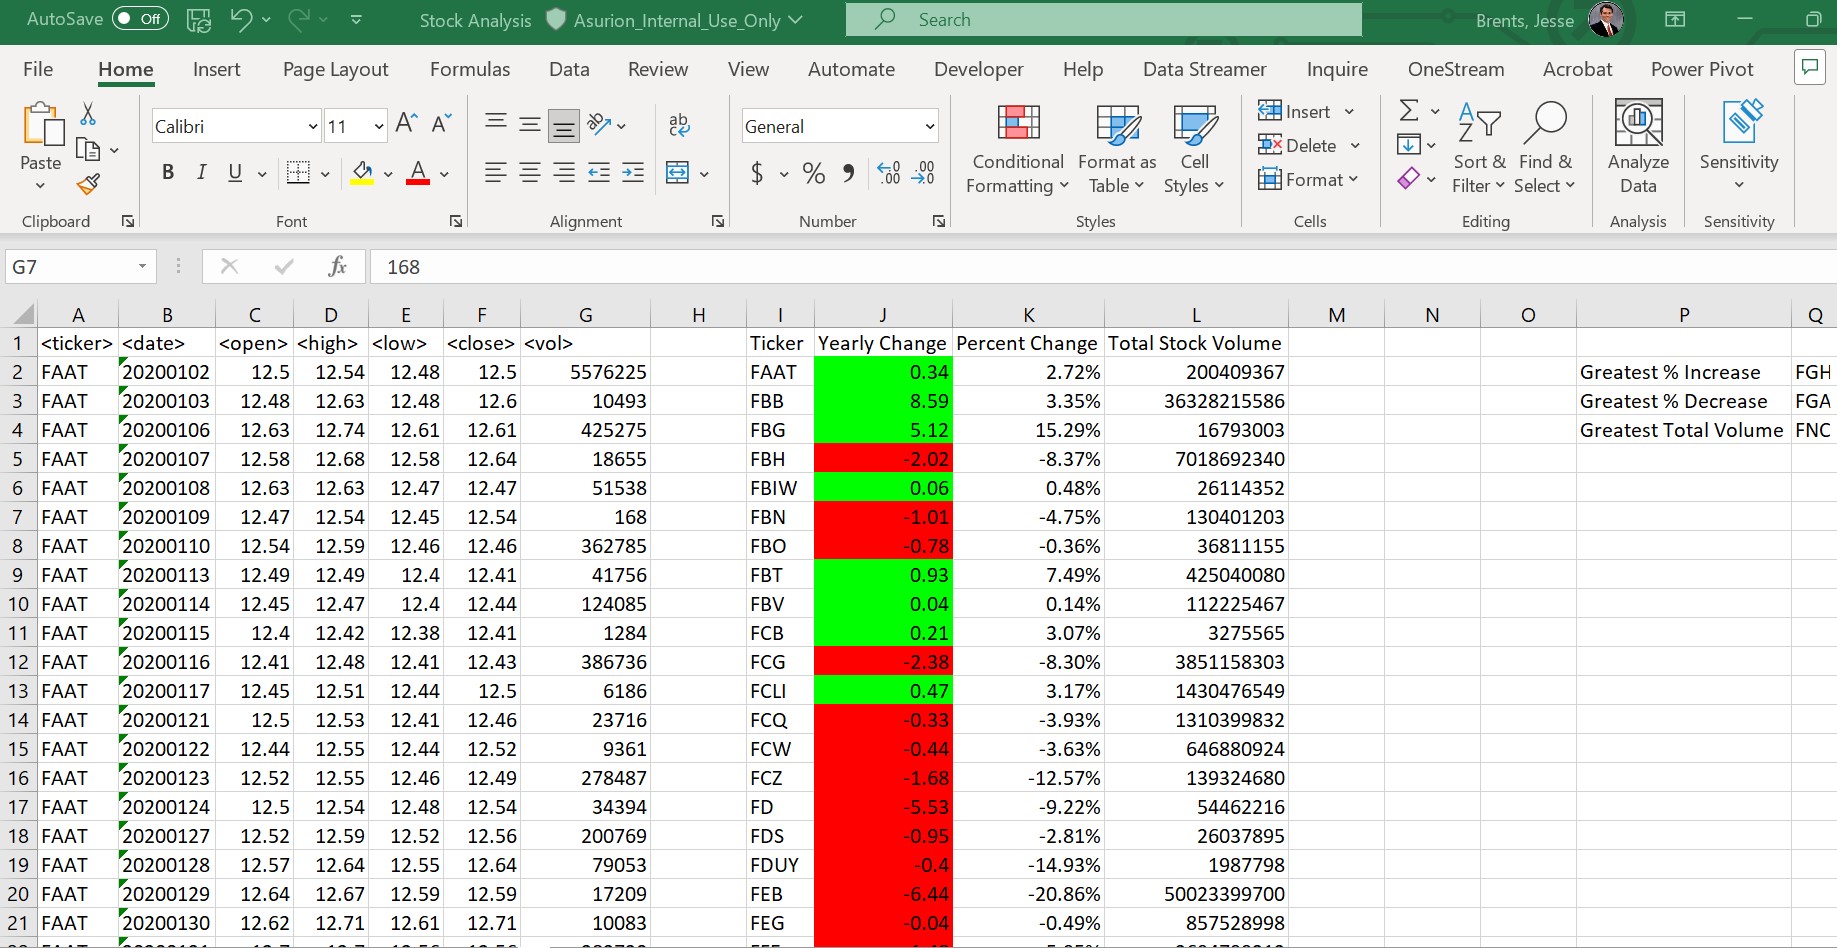 AutoSave Off Stock Analysis Asurion_Internal_Use_Only Search Brents, Jesse
File Home Insert Page Layout Formulas Data Review View Automate Developer Help Data Streamer Inquire OneStream Acrobat Power Pivot
Paste
Clipboard
Calibri 11 A^ A˅
B I U A
Font
ab
c
Alignment
General
$ % , .00 .00
Number
Conditional Formatting
Format as Table
Cell Styles
Styles
Insert
Delete
Format
Cells
Σ
Sort & Filter
Find & Select
Editing
Analyze Data
Analysis
Sensitivity
Sensitivity
G7 fx 168
A B C D E F G H I J K L M N O P Q
1 <ticker> <date> <open> <high> <low> <close> <vol> Ticker Yearly Change Percent Change Total Stock Volume
2 FAAT 20200102 12.5 12.54 12.48 12.5 5576225 FAAT 0.34 2.72% 200409367 Greatest % Increase FGH
3 FAAT 20200103 12.48 12.63 12.48 12.6 10493 FBB 8.59 3.35% 36328215586 Greatest % Decrease FGA
4 FAAT 20200106 12.63 12.74 12.61 12.61 425275 FBG 5.12 15.29% 16793003 Greatest Total Volume FNC
5 FAAT 20200107 12.58 12.68 12.58 12.64 18655 FBH -2.02 -8.37% 7018692340
6 FAAT 20200108 12.63 12.63 12.47 12.47 51538 FBIW 0.06 0.48% 26114352
7 FAAT 20200109 12.47 12.54 12.45 12.54 168 FBN -1.01 -4.75% 130401203
8 FAAT 20200110 12.54 12.59 12.46 12.46 362785 FBO -0.78 -0.36% 36811155
9 FAAT 20200113 12.49 12.49 12.4 12.41 41756 FBT 0.93 7.49% 425040080
10 FAAT 20200114 12.45 12.47 12.4 12.44 124085 FBV 0.04 0.14% 112225467
11 FAAT 20200115 12.4 12.42 12.38 12.41 1284 FCB 0.21 3.07% 3275565
12 FAAT 20200116 12.41 12.48 12.41 12.43 386736 FCG -2.38 -8.30% 3851158303
13 FAAT 20200117 12.45 12.51 12.44 12.5 6186 FCLI 0.47 3.17% 1430476549
14 FAAT 20200121 12.5 12.53 12.41 12.46 23716 FCQ -0.33 -3.93% 1310399832
15 FAAT 20200122 12.44 12.55 12.44 12.52 9361 FCW -0.44 -3.63% 646880924
16 FAAT 20200123 12.52 12.55 12.46 12.49 278487 FCZ -1.68 -12.57% 139324680
17 FAAT 20200124 12.5 12.54 12.48 12.54 34394 FD -5.53 -9.22% 54462216
18 FAAT 20200127 12.52 12.59 12.52 12.56 200769 FDS -0.95 -2.81% 26037895
19 FAAT 20200128 12.57 12.64 12.55 12.64 79053 FDUY -0.4 -14.93% 1987798
20 FAAT 20200129 12.64 12.67 12.59 12.59 17209 FEB -6.44 -20.86% 50023399700
21 FAAT 20200130 12.62 12.71 12.61 12.71 10083 FEG -0.04 -0.49% 857528998